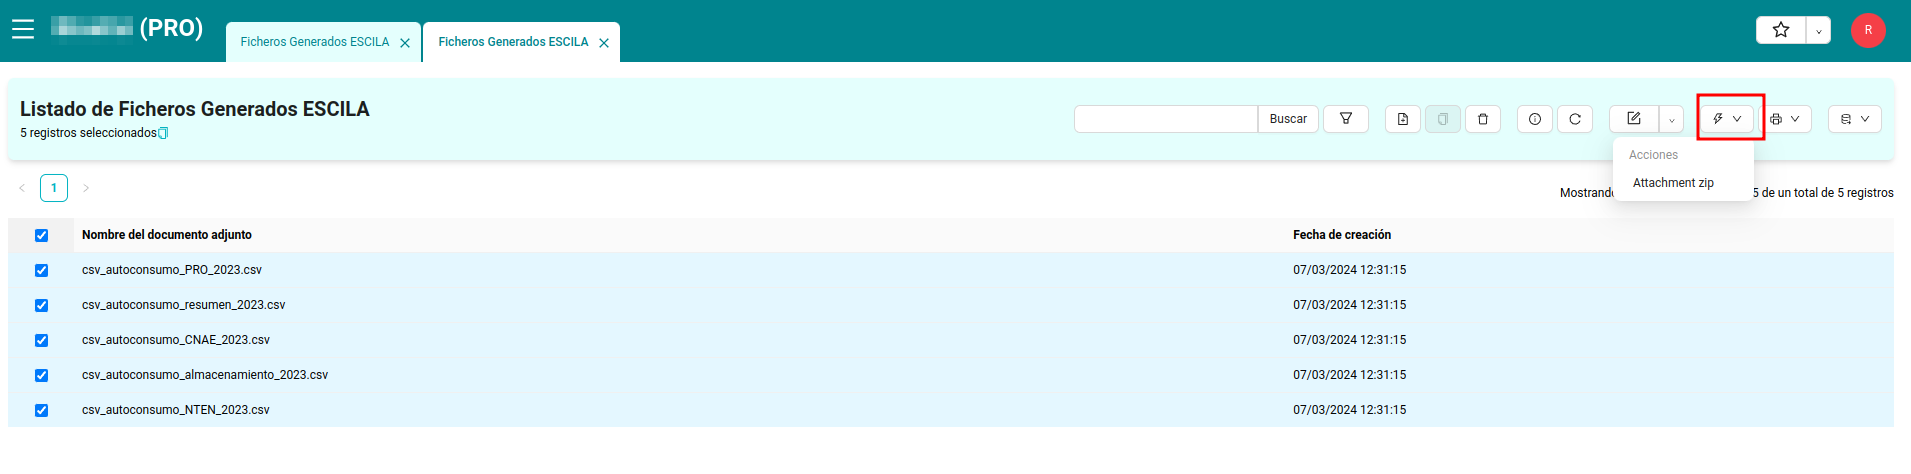 (PRO)
Ficheros Generados ESCILA
Ficheros Generados ESCILA
R
Listado de Ficheros Generados ESCILA
5 registros seleccionados
Buscar
Acciones
Attachment zip
1
5 de un total de 5 registros
Nombre del documento adjunto Fecha de creación
csv_autoconsumo_PRO_2023.csv 07/03/2024 12:31:15
csv_autoconsumo_resumen_2023.csv 07/03/2024 12:31:15
csv_autoconsumo_CNAE_2023.csv 07/03/2024 12:31:15
csv_autoconsumo_almacenamiento_2023.csv 07/03/2024 12:31:15
csv_autoconsumo_NTEN_2023.csv 07/03/2024 12:31:15